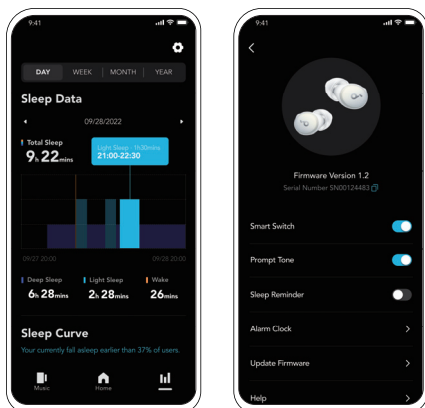 9:41
DAY
WEEK
MONTH
YEAR
Sleep Data
09/28/2022
Total Sleep
9h 22mins
Light Sleep · 1h30mins
21:00-22:30
09/27 20:00
09/28 20:00
Deep Sleep
Light Sleep
Wake
6h 28mins
2h 28mins
26mins
Sleep Curve
Your currently fall asleep earlier than 37% of users.
Music
Home
9:41
Firmware Version 1.2
Serial Number SN00124483
Smart Switch
Prompt Tone
Sleep Reminder
Alarm Clock
Update Firmware
Help